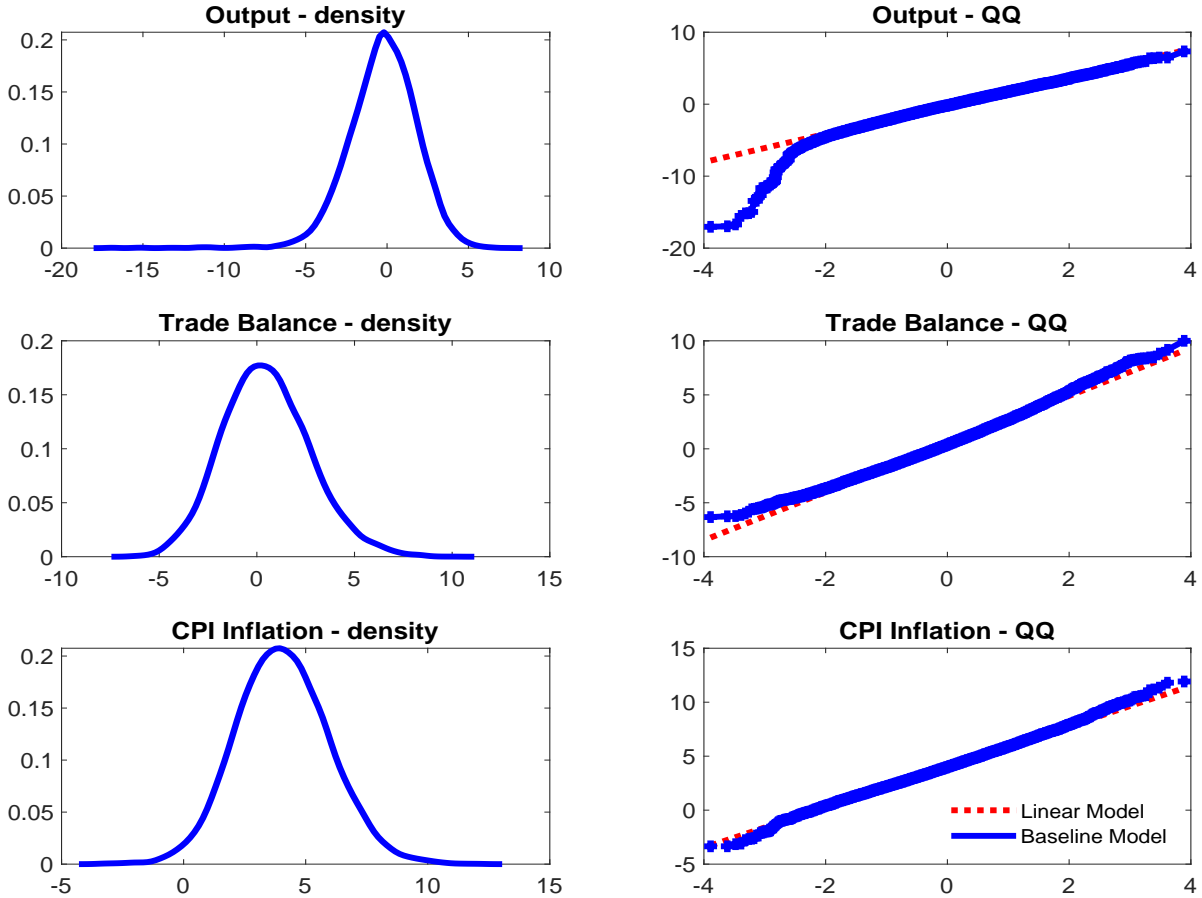 Output - density
0.2
0.15
0.1
0.05
0
-20 -15 -10 -5 0 5 10
Output - QQ
10
0
-10
-20
-4 -2 0 2 4
Trade Balance - density
0.2
0.15
0.1
0.05
0
-10 -5 0 5 10 15
Trade Balance - QQ
10
5
0
-5
-10
-4 -2 0 2 4
CPI Inflation - density
0.2
0.15
0.1
0.05
0
-5 0 5 10 15
CPI Inflation - QQ
15
10
5
0
-5
-4 -2 0 2 4
Linear Model
Baseline Model